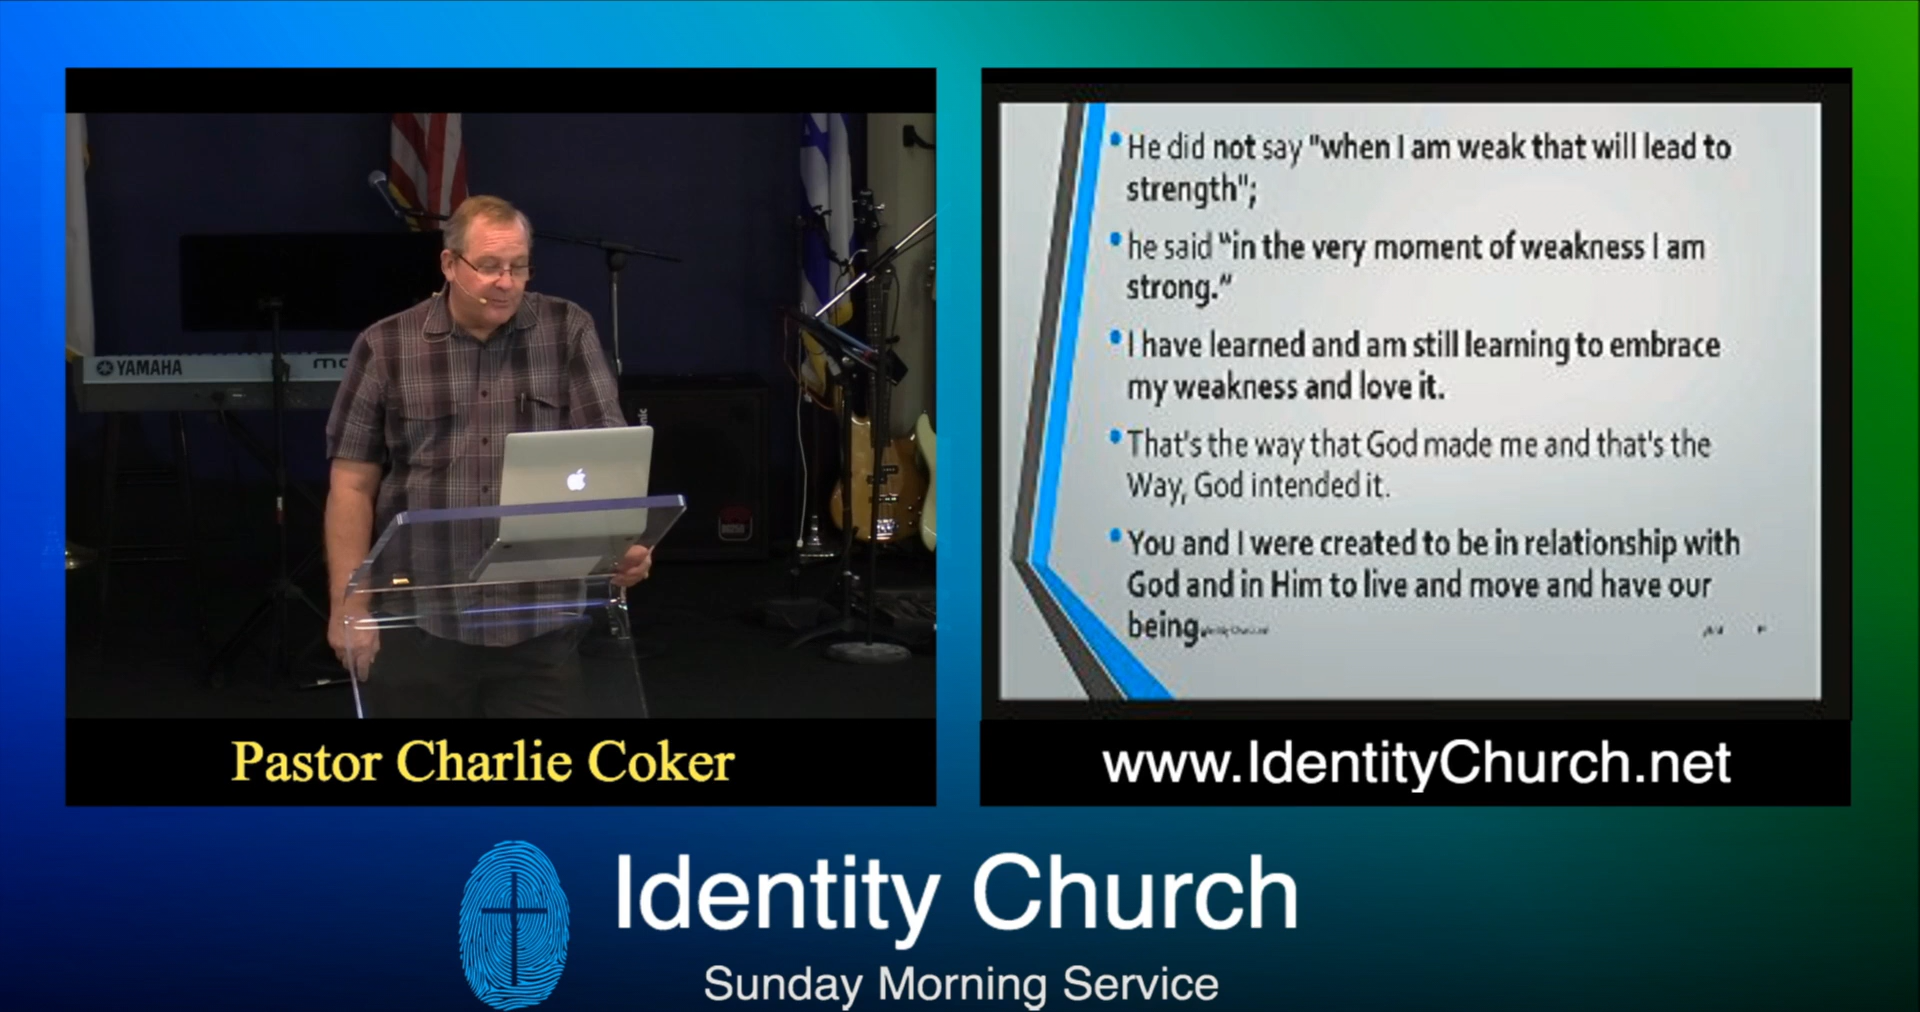 He did not say "when I am weak that will lead to
strength";
he said “in the very moment of weakness I am
strong.“
I have learned and am still learning to embrace
my weakness and love it.
That's the way that God made me and that's the
Way, God intended it.
You and I were created to be in relationship with
God and in Him to live and move and have our
being.
YAMAHA
Pastor Charlie Coker
www.IdentityChurch.net
Identity Church
Sunday Morning Service